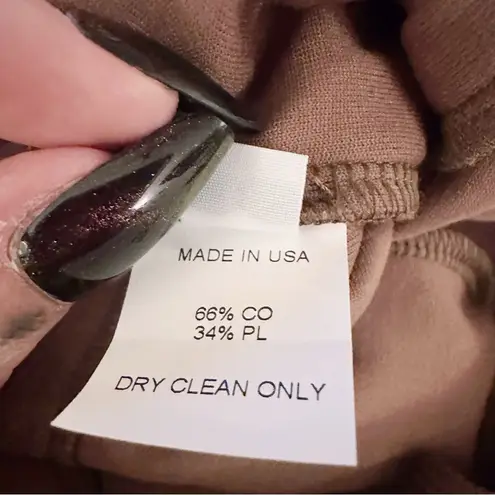 MADE IN USA
66% CO
34% PL
DRY CLEAN ONLY